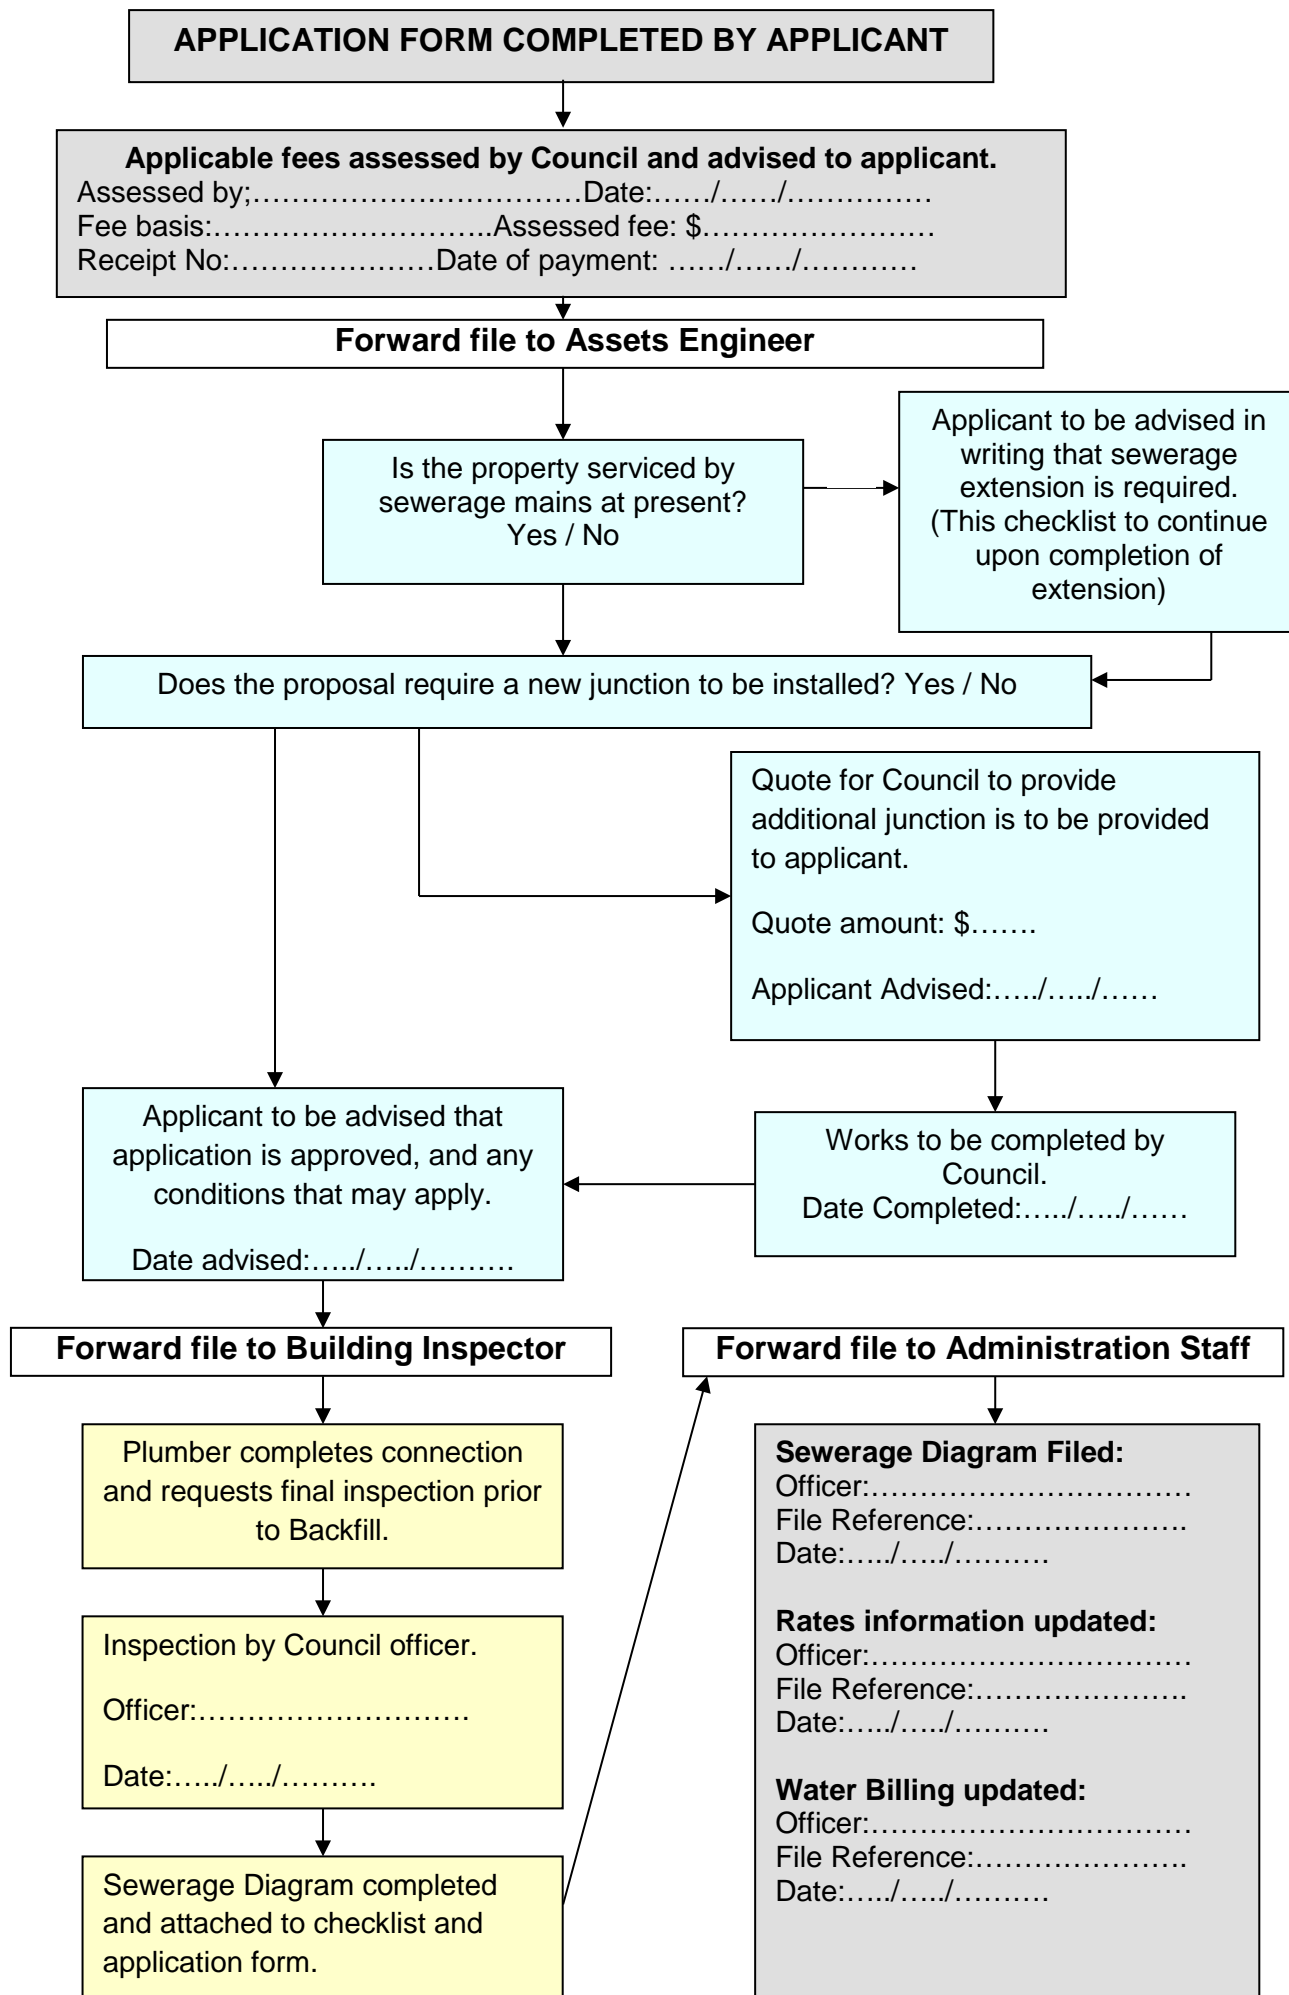 APPLICATION FORM COMPLETED BY APPLICANT
Applicable fees assessed by Council and advised to applicant.
Assessed by;……………………………………Date:……/……/……………
Fee basis:……………………………..Assessed fee: $………………………
Receipt No:…………………Date of payment: ……/……/…………
Forward file to Assets Engineer
Is the property serviced by
sewerage mains at present?
Yes / No
Applicant to be advised in
writing that sewerage
extension is required.
(This checklist to continue
upon completion of
extension)
Does the proposal require a new junction to be installed? Yes / No
Quote for Council to provide
additional junction is to be provided
to applicant.
Quote amount: $…….
Applicant Advised:…../…../……
Applicant to be advised that
application is approved, and any
conditions that may apply.
Date advised:…../…../……….
Works to be completed by
Council.
Date Completed:…../…../……
Forward file to Building Inspector
Plumber completes connection
and requests final inspection prior
to Backfill.
Inspection by Council officer.
Officer:……………………….
Date:…../…../……….
Sewerage Diagram completed
and attached to checklist and
application form.
Forward file to Administration Staff
Sewerage Diagram Filed:
Officer:……………………………
File Reference:………………….
Date:…../…../……….
Rates information updated:
Officer:……………………………
File Reference:………………….
Date:…../…../……….
Water Billing updated:
Officer:……………………………
File Reference:………………….
Date:…../…../……….